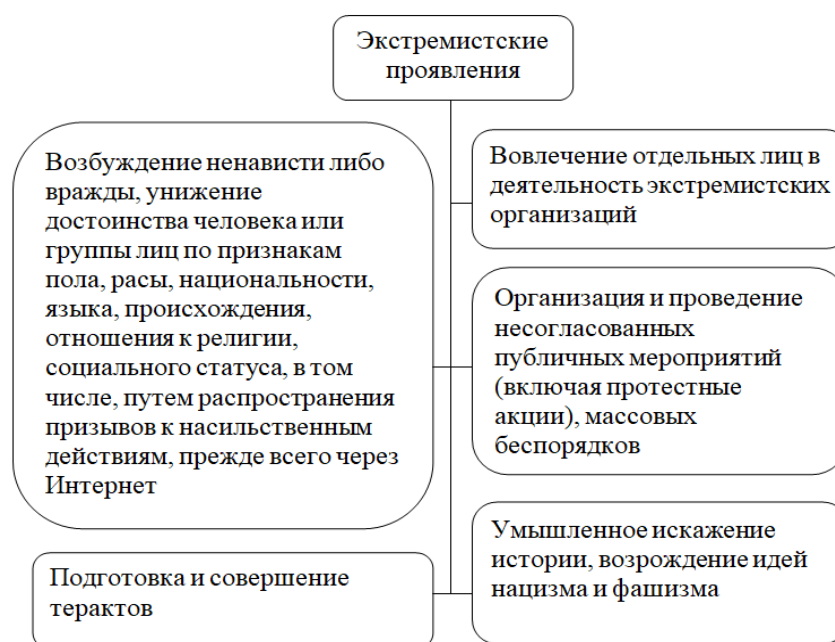 Экстремистские
проявления
Возбуждение ненависти либо
вражды, унижение
достоинства человека или
группы лиц по признакам
пола, расы, национальности,
языка, происхождения,
отношения к религии,
социального статуса, в том
числе, путем распространения
призывов к насильственным
действиям, прежде всего через
Интернет
Вовлечение отдельных лиц в
деятельность экстремистских
организаций
Организация и проведение
несогласованных
публичных мероприятий
(включая протестные
акции), массовых
беспорядков
Подготовка и совершение
терактов
Умышленное искажение
истории, возрождение идей
нацизма и фашизма